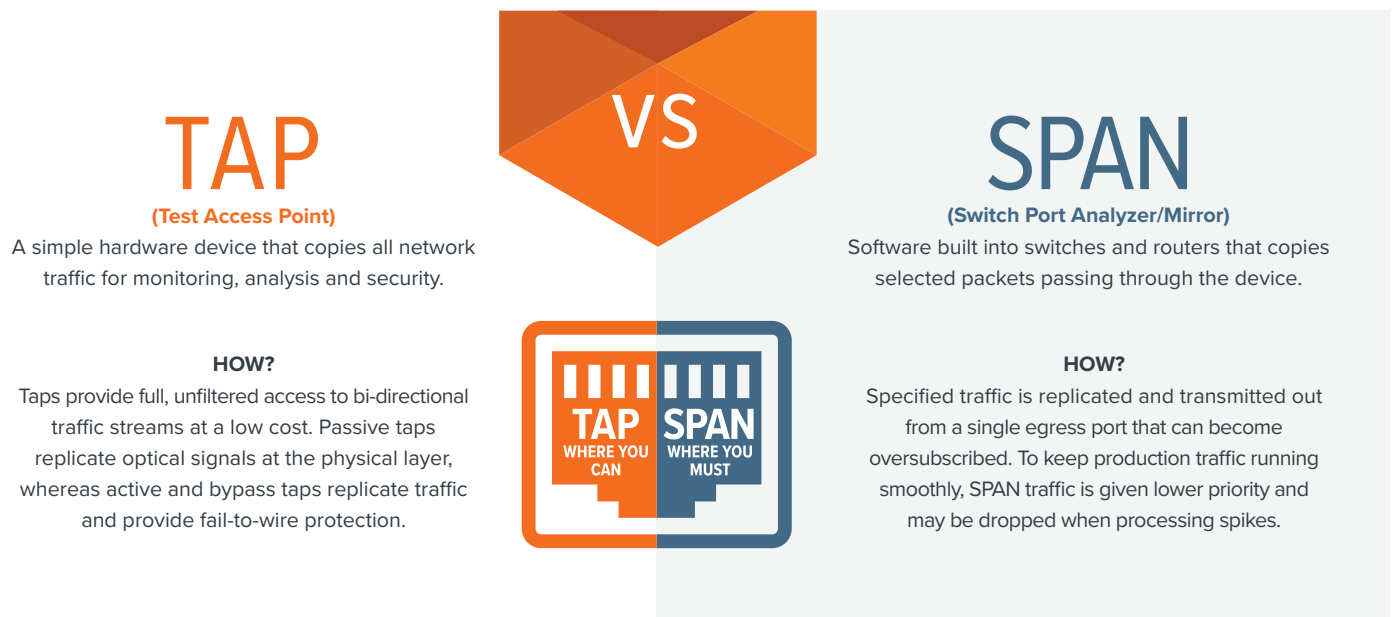 TAP
(Test Access Point)
A simple hardware device that copies all network
traffic for monitoring, analysis and security.
HOW?
Taps provide full, unfiltered access to bi-directional
traffic streams at a low cost. Passive taps
replicate optical signals at the physical layer,
whereas active and bypass taps replicate traffic
and provide fail-to-wire protection.
VS
TAP
WHERE YOU
CAN
SPAN
WHERE YOU
MUST
SPAN
(Switch Port Analyzer/Mirror)
Software built into switches and routers that copies
selected packets passing through the device.
HOW?
Specified traffic is replicated and transmitted out
from a single egress port that can become
oversubscribed. To keep production traffic running
smoothly, SPAN traffic is given lower priority and
may be dropped when processing spikes.